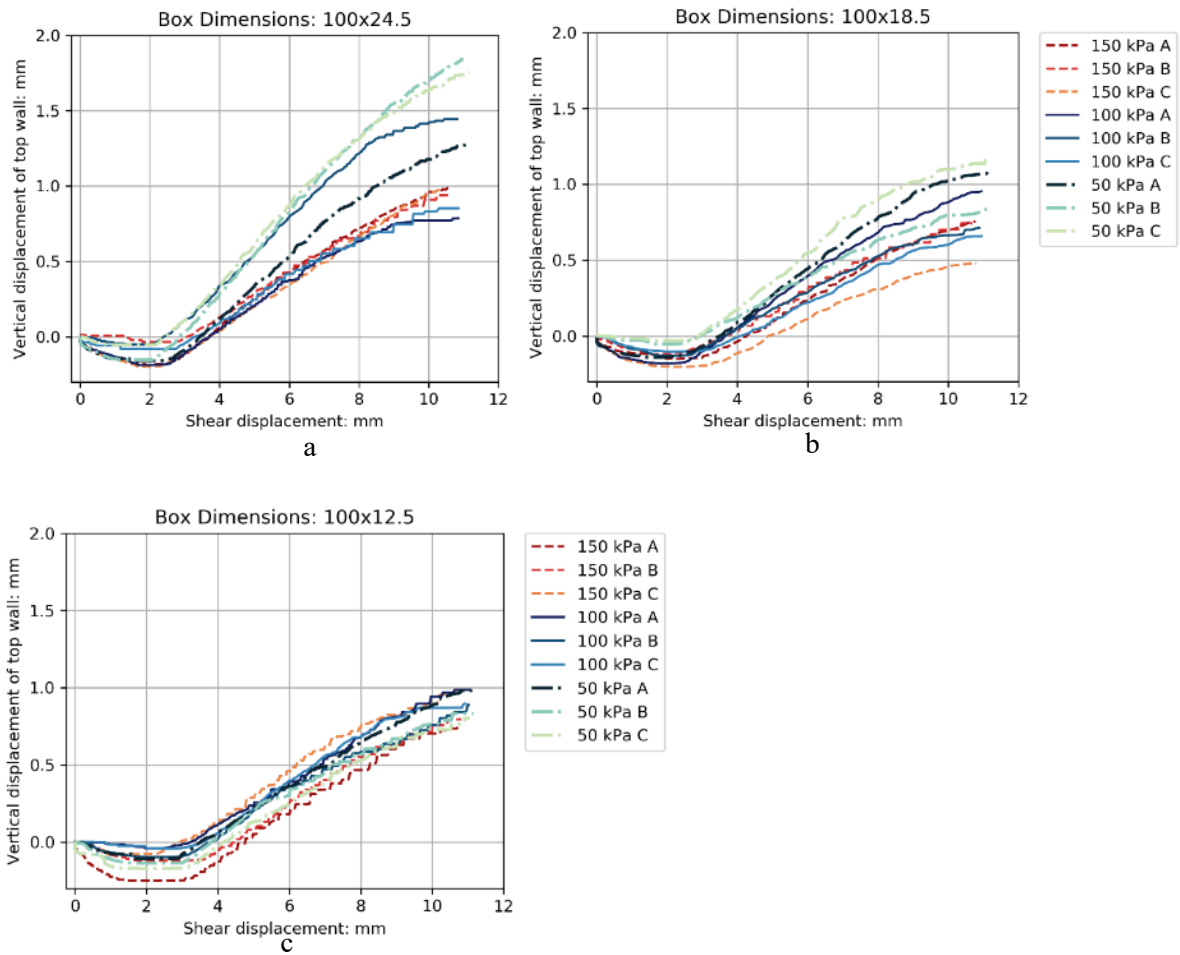 Box Dimensions: 100x24.5
Vertical displacement of top wall: mm
2.0
1.5
1.0
0.5
0.0
0 2 4 6 8 10 12
Shear displacement: mm
a
Box Dimensions: 100x18.5
Vertical displacement of top wall: mm
2.0
1.5
1.0
0.5
0.0
0 2 4 6 8 10 12
Shear displacement: mm
b
150 kPa A
150 kPa B
150 kPa C
100 kPa A
100 kPa B
100 kPa C
50 kPa A
50 kPa B
50 kPa C
Box Dimensions: 100x12.5
Vertical displacement of top wall: mm
2.0
1.5
1.0
0.5
0.0
0 2 4 6 8 10 12
Shear displacement: mm
c
150 kPa A
150 kPa B
150 kPa C
100 kPa A
100 kPa B
100 kPa C
50 kPa A
50 kPa B
50 kPa C